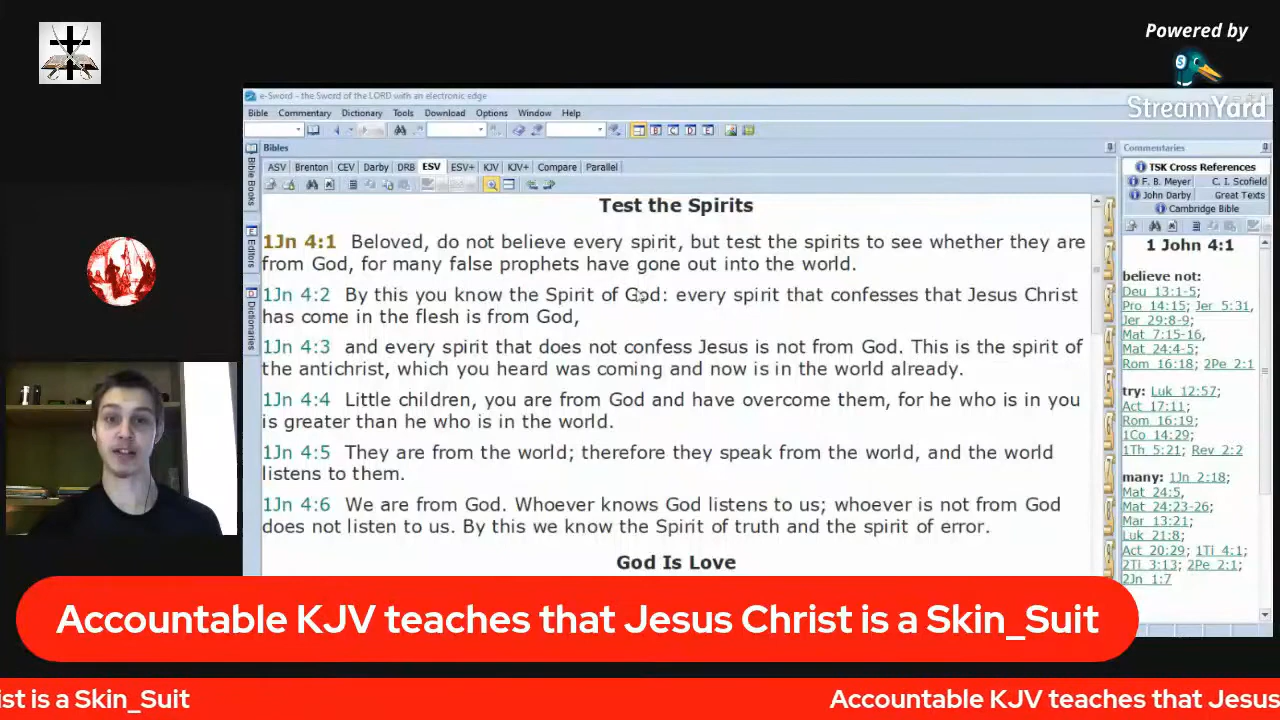 Powered by
StreamYard
e-Sword - the Sword of the LORD with an electronic edge
Bible Commentary Dictionary Tools Download Options Window Help
Bibles
ASV Brenton CEV Darby DRB ESV ESV+ KJV KJV+ Compare Parallel
Bible Books
Editors
Dictionaries
Test the Spirits
1Jn 4:1 Beloved, do not believe every spirit, but test the spirits to see whether they are
from God, for many false prophets have gone out into the world.
1Jn 4:2 By this you know the Spirit of God: every spirit that confesses that Jesus Christ
has come in the flesh is from God,
1Jn 4:3 and every spirit that does not confess Jesus is not from God. This is the spirit of
the antichrist, which you heard was coming and now is in the world already.
1Jn 4:4 Little children, you are from God and have overcome them, for he who is in you
is greater than he who is in the world.
1Jn 4:5 They are from the world; therefore they speak from the world, and the world
listens to them.
1Jn 4:6 We are from God. Whoever knows God listens to us; whoever is not from God
does not listen to us. By this we know the Spirit of truth and the spirit of error.
God Is Love
Commentaries
TSK Cross References
F. B. Meyer C. I. Scofield
John Darby Great Texts
Cambridge Bible
1 John 4:1
believe not:
Deu 13:1-5;
Pro 14:15; Jer 5:31,
Jer 29:8-9;
Mat 7:15-16,
Mat 24:4-5;
Rom 16:18; 2Pe 2:1
try: Luk 12:57;
Act 17:11;
Rom 16:19;
1Co 14:29;
1Th 5:21; Rev 2:2
many: 1Jn 2:18;
Mat 24:5,
Mat 24:23-26;
Mar 13:21;
Luk 21:8;
Act 20:29; 1Ti 4:1;
2Ti 3:13; 2Pe 2:1;
2Jn 1:7
Accountable KJV teaches that Jesus Christ is a Skin_Suit
ist is a Skin_Suit Accountable KJV teaches that Jesus